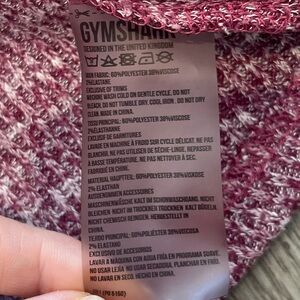 GYMSHARK
DESIGNED IN THE UNITED KINGDOM
MAIN FABRIC: 60%POLYESTER 38%VISCOSE
2%ELASTANE
EXCLUSIVE OF TRIMS
MACHINE WASH COLD ON GENTLE CYCLE. DO NOT
BLEACH. DO NOT TUMBLE DRY. COOL IRON. DO NOT DRY
CLEAN. MADE IN CHINA.
TISSU PRINCIPAL: 60%POLYESTER 38%VISCOSE
2%ELASTHANNE
EXCLUSIF DE GARNITURES
LAVAGE EN MACHINE À FROID SUR CYCLE DÉLICAT. NE PAS
BLANCHIR. NE PAS UTILISER DE SÈCHE-LINGE. REPASSER
À BASSE TEMPÉRATURE. NE PAS NETTOYER À SEC.
FABRIQUÉ EN CHINE.
MATERIAL HAUPTTEIL: 60%POLYESTER 38%VISKOSE
2% ELASTHAN
AUSGENOMMEN ACCESSOIRES
MASCHINENWÄSCHE KALT IM SCHONWASCHGANG. NICHT
BLEICHEN. NICHT IM TROCKNER TROCKNEN. KALT BÜGELN.
NICHT CHEMISCH REINIGEN. HERGESTELLT IN
CHINA.
TEJIDO PRINCIPAL: 60%POLIÉSTER 38%VISCOSA
2% ELASTANO
EXCLUSIVO DE ACCESORIOS
LAVAR A MÁQUINA CON AGUA FRÍA EN PROGRAMA SUAVE.
NO USAR LEJÍA NO USAR SECADORA. PLANCHAR EN FRÍO.
NO LAVAR EN SECO. HECHO EN CHINA.
(PO 6160)